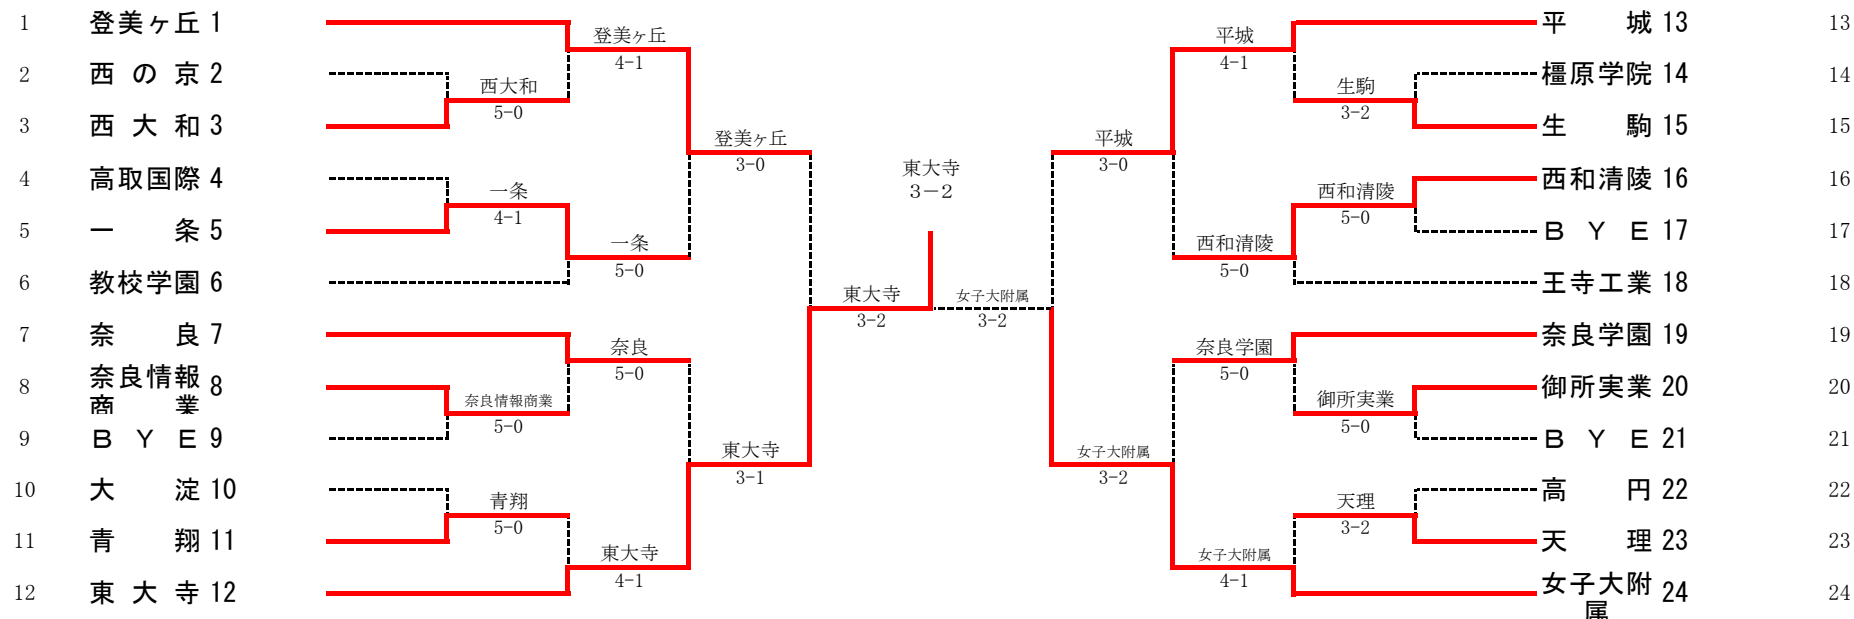 1 登美ヶ丘 1
2 西の京 2
西大和
5-0
3 西大和 3
登美ヶ丘
4-1
4 高取国際 4
一条
4-1
5 一条 5
一条
5-0
6 教校学園 6
登美ヶ丘
3-0
7 奈良 7
奈良
5-0
8 奈良情報
商業 8
奈良情報商業
5-0
9 ＢＹＥ 9
10 大淀 10
青翔
5-0
11 青翔 11
東大寺
4-1
12 東大寺 12
東大寺
3-1
東大寺
3-2
東大寺
3－2
女子大附属
3-2
平城
3-0
平城
4-1
平城 13 13
橿原学院 14 14
生駒
3-2
生駒 15 15
西和清陵 16 16
西和清陵
5-0
ＢＹＥ 17 17
西和清陵
5-0
王寺工業 18 18
奈良学園 19 19
奈良学園
5-0
御所実業 20 20
御所実業
5-0
ＢＹＥ 21 21
女子大附属
3-2
高円 22 22
天理
3-2
天理 23 23
女子大附属
4-1
女子大附
属 24 24